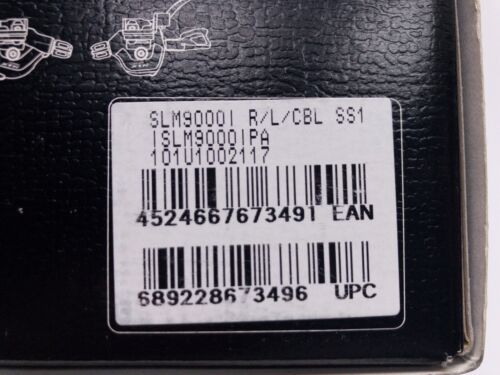 SLM9000I R/L/CBL SS1
ISLM9000IPA
101U1002117
4524667673491 EAN
689228673496 UPC